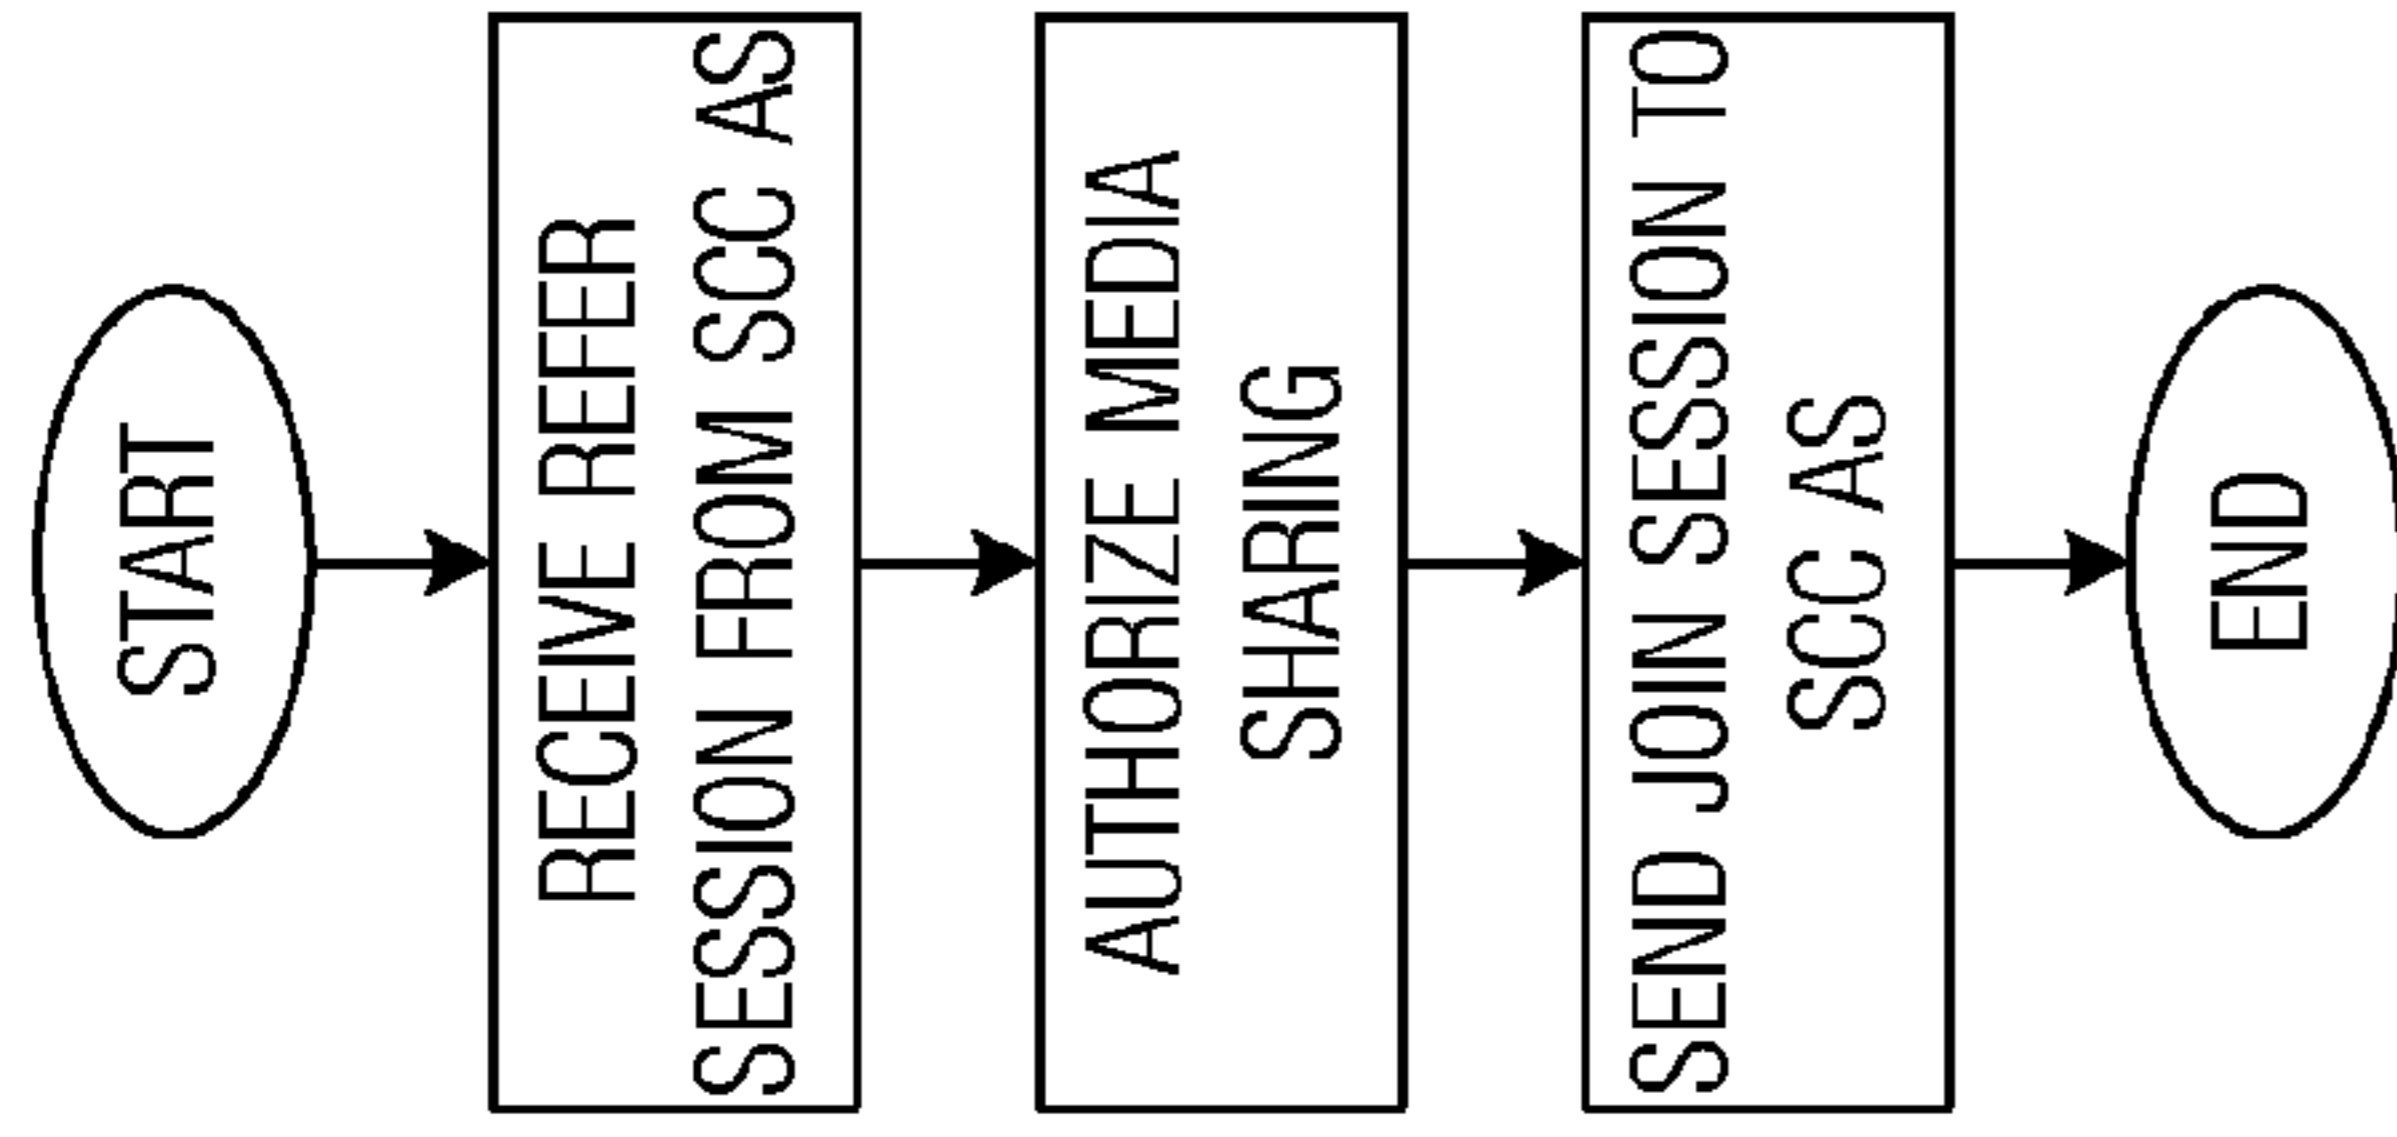 START
RECEIVE REFER
SESSION FROM SCC AS
AUTHORIZE MEDIA
SHARING
SEND JOIN SESSION TO
SCC AS
END